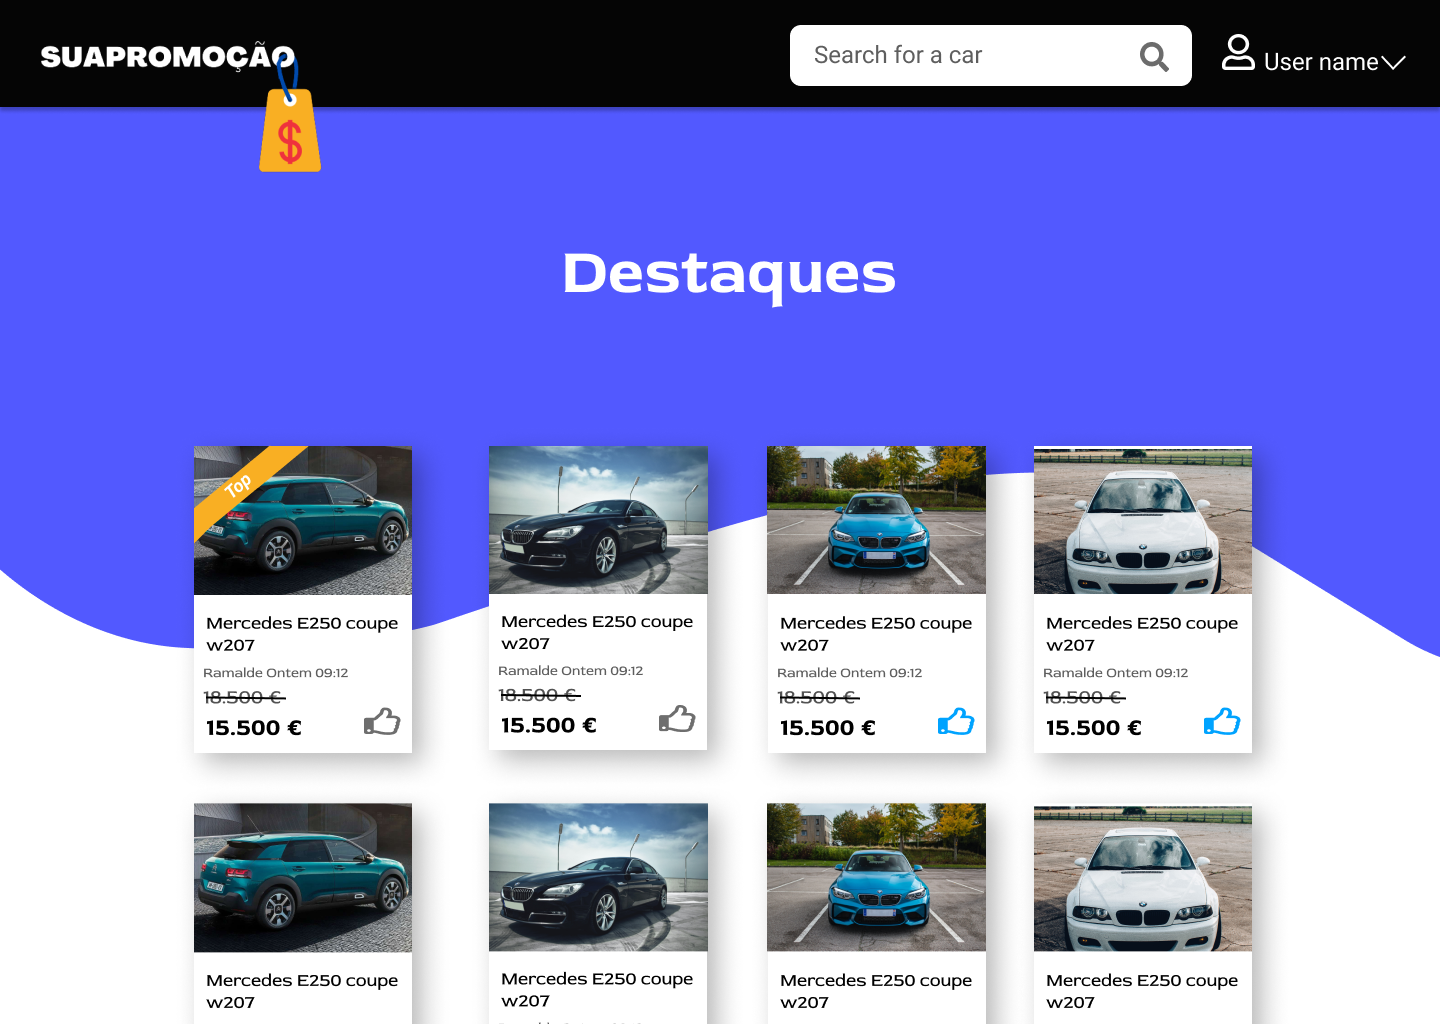 SUAPROMOÇÃO
Search for a car
User name
$
Destaques
Top
Mercedes E250 coupe
w207
Ramalde Ontem 09:12
18.500 €
15.500 €
Mercedes E250 coupe
w207
Ramalde Ontem 09:12
18.500 €
15.500 €
Mercedes E250 coupe
w207
Ramalde Ontem 09:12
18.500 €
15.500 €
Mercedes E250 coupe
w207
Ramalde Ontem 09:12
18.500 €
15.500 €
Mercedes E250 coupe
w207
Mercedes E250 coupe
w207
Mercedes E250 coupe
w207
Mercedes E250 coupe
w207